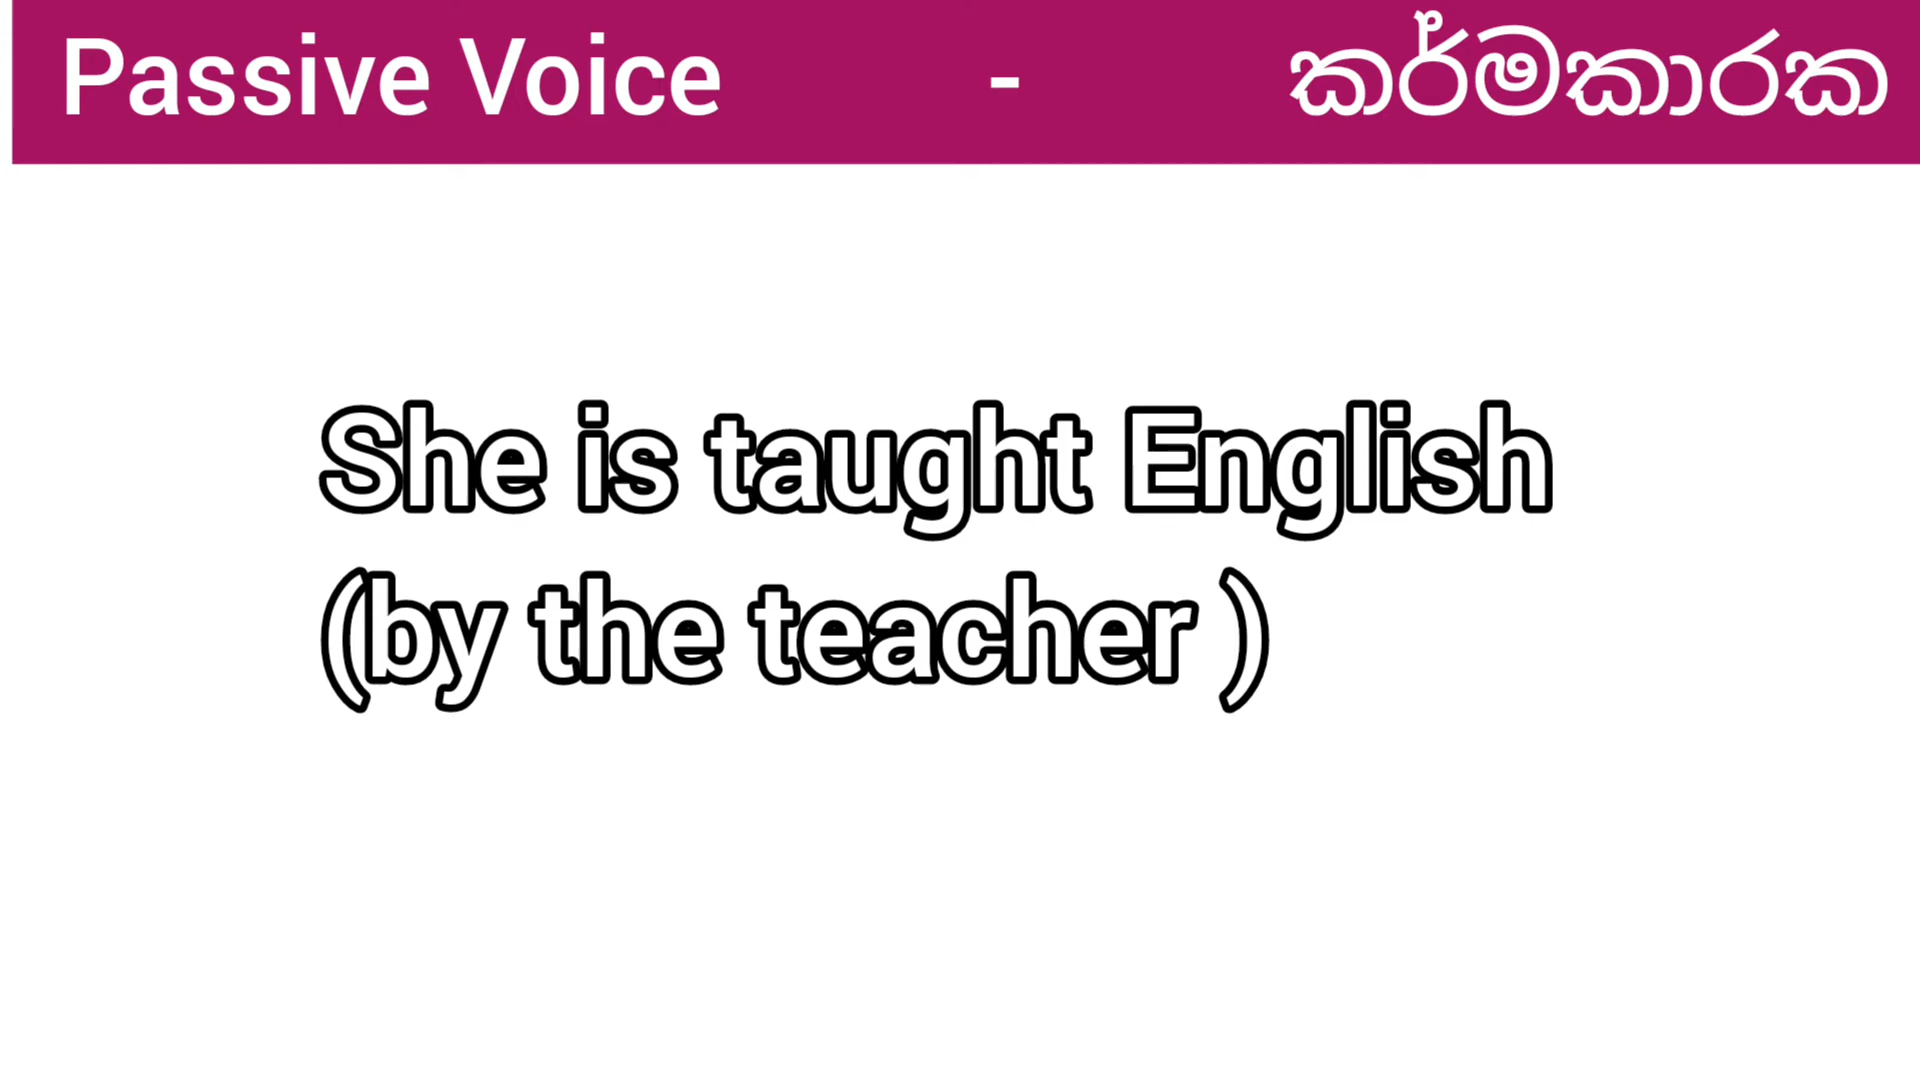 Passive Voice - කර්මකාරක
She is taught English
(by the teacher )